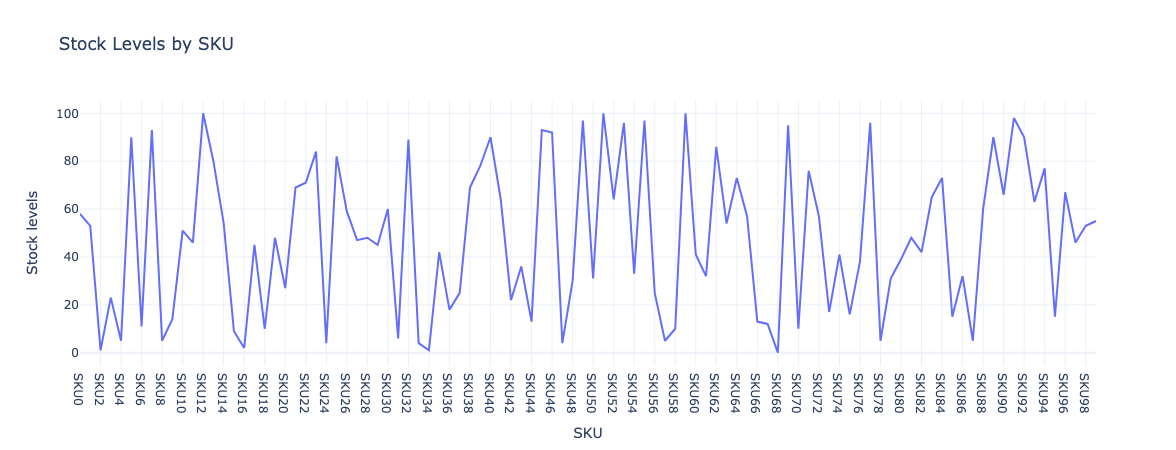 Stock Levels by SKU
100
80
60
40
20
0
Stock levels
SKU0
SKU2
SKU4
SKU6
SKU8
SKU10
SKU12
SKU14
SKU16
SKU18
SKU20
SKU22
SKU24
SKU26
SKU28
SKU30
SKU32
SKU34
SKU36
SKU38
SKU40
SKU42
SKU44
SKU46
SKU48
SKU50
SKU52
SKU54
SKU56
SKU58
SKU60
SKU62
SKU64
SKU66
SKU68
SKU70
SKU72
SKU74
SKU76
SKU78
SKU80
SKU82
SKU84
SKU86
SKU88
SKU90
SKU92
SKU94
SKU96
SKU98
SKU